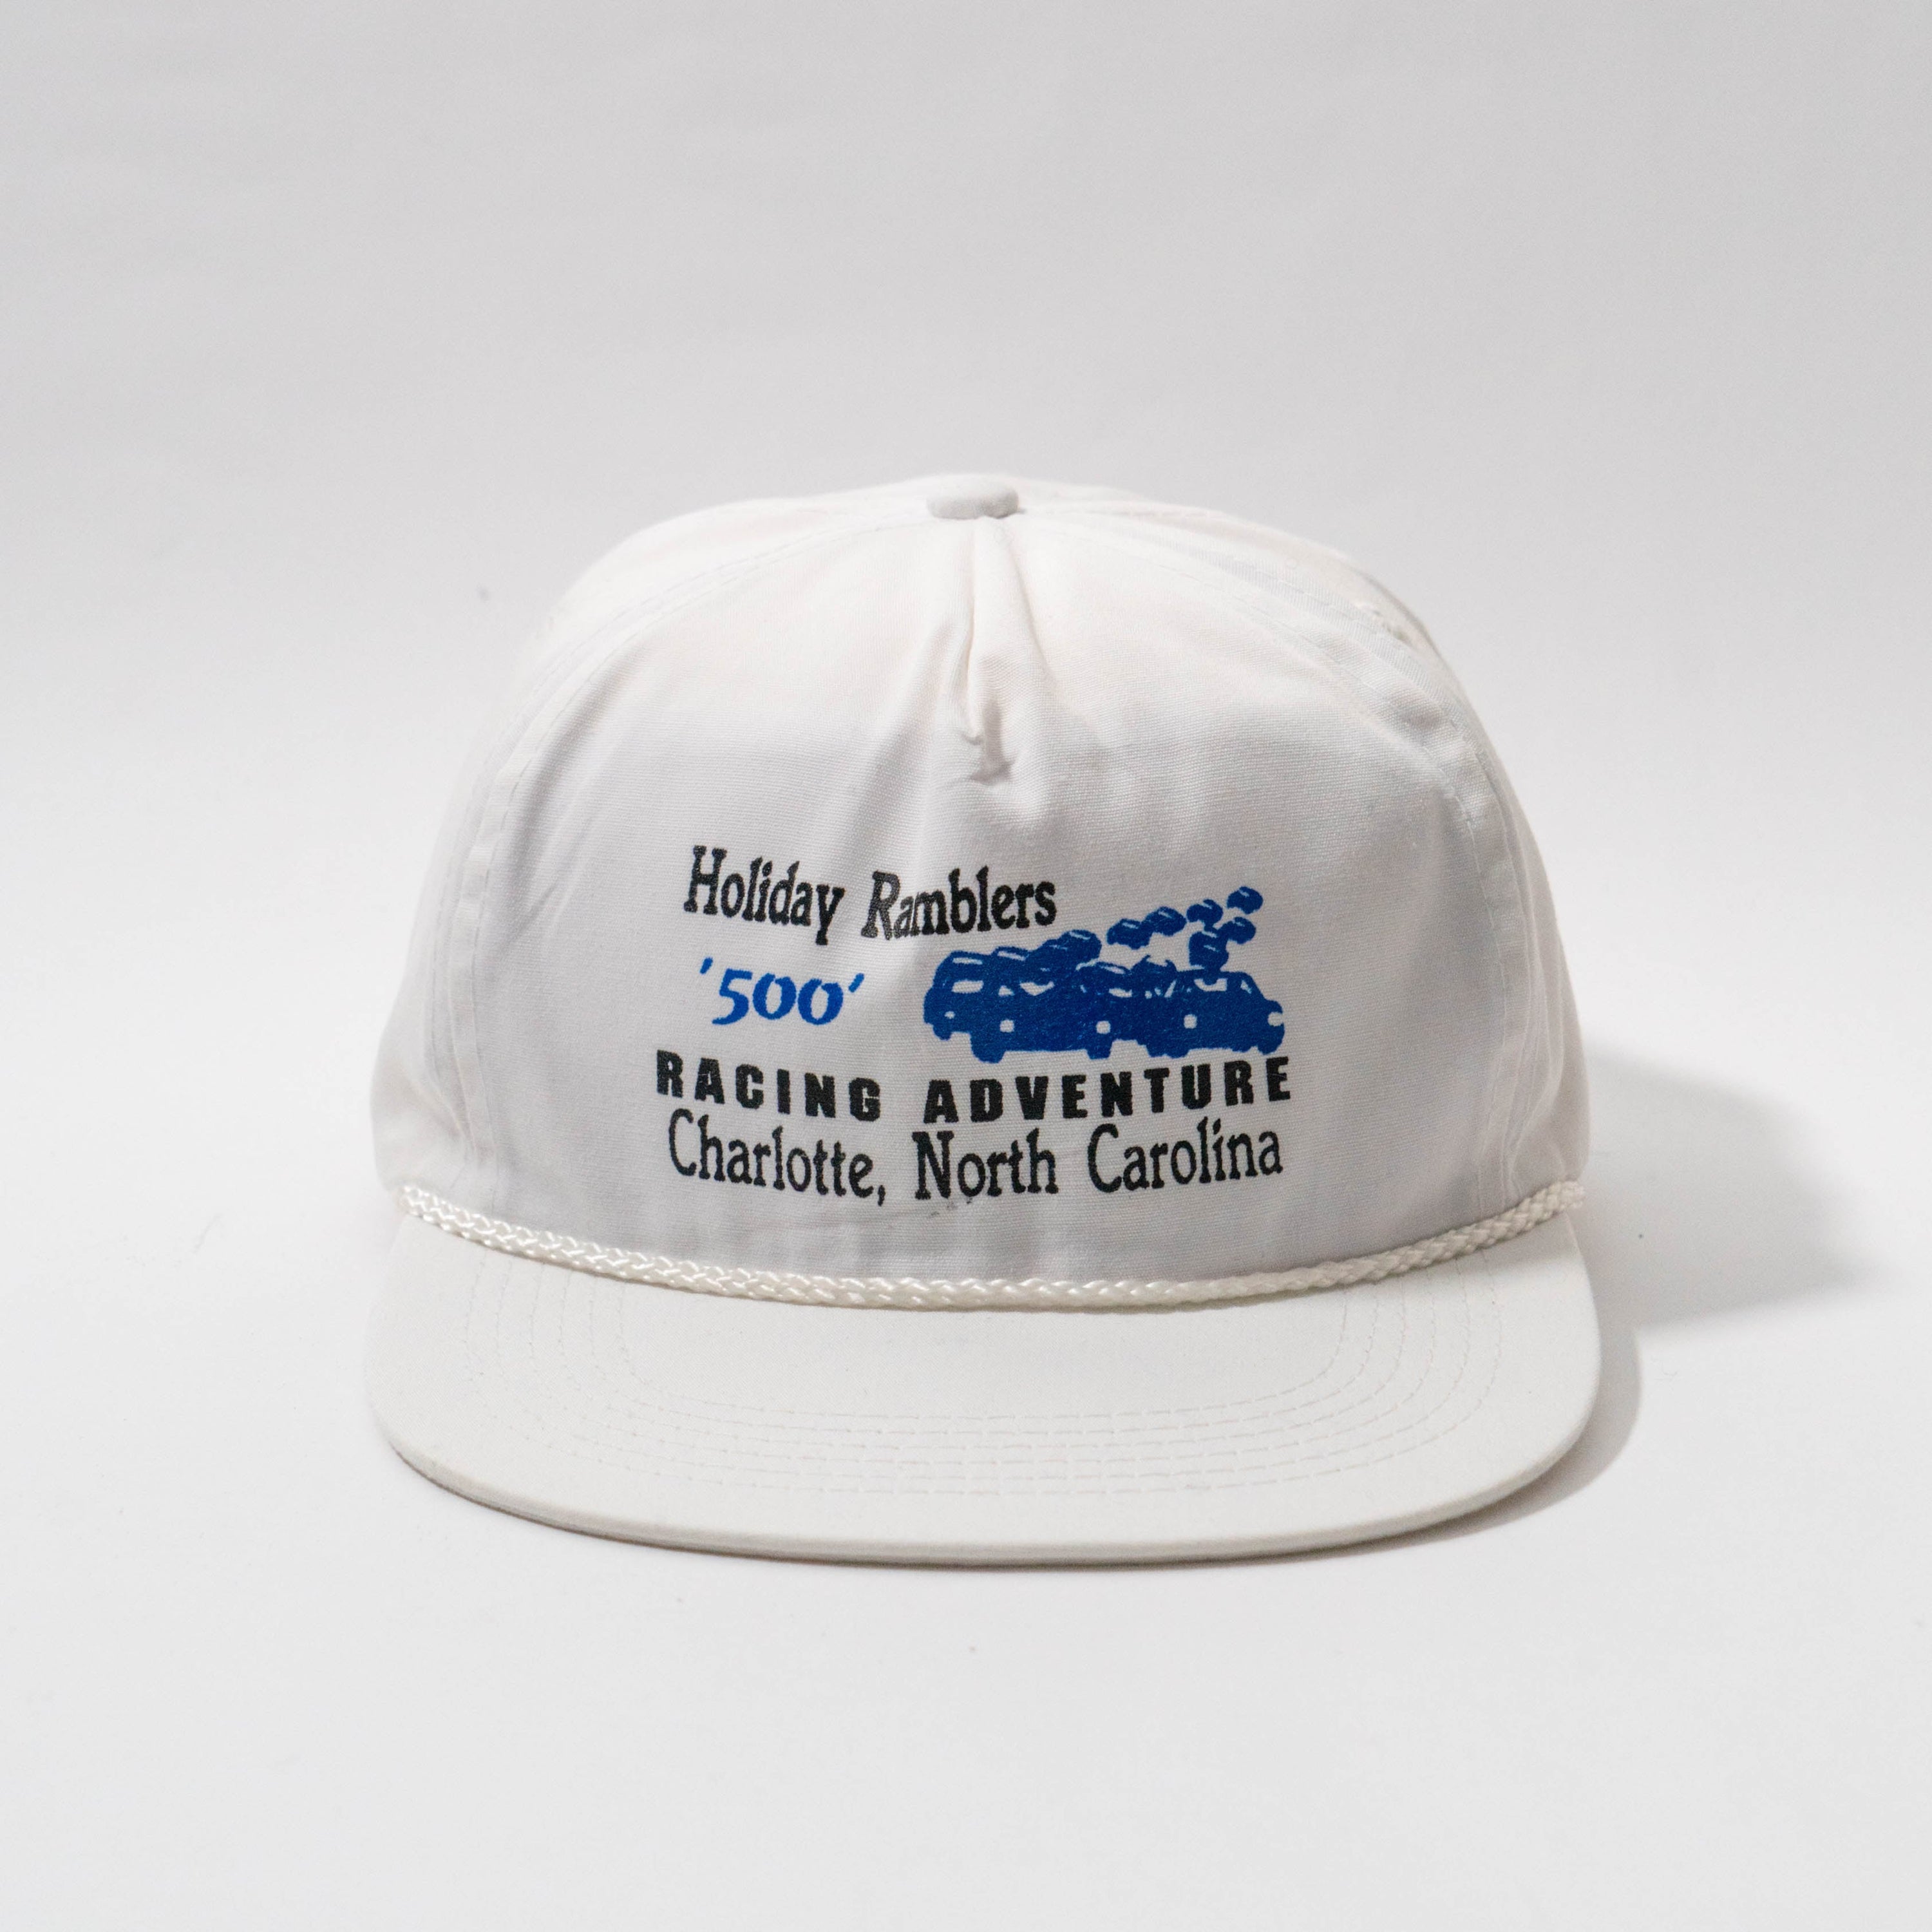 Holiday Ramblers
'500'
RACING ADVENTURE
Charlotte, North Carolina